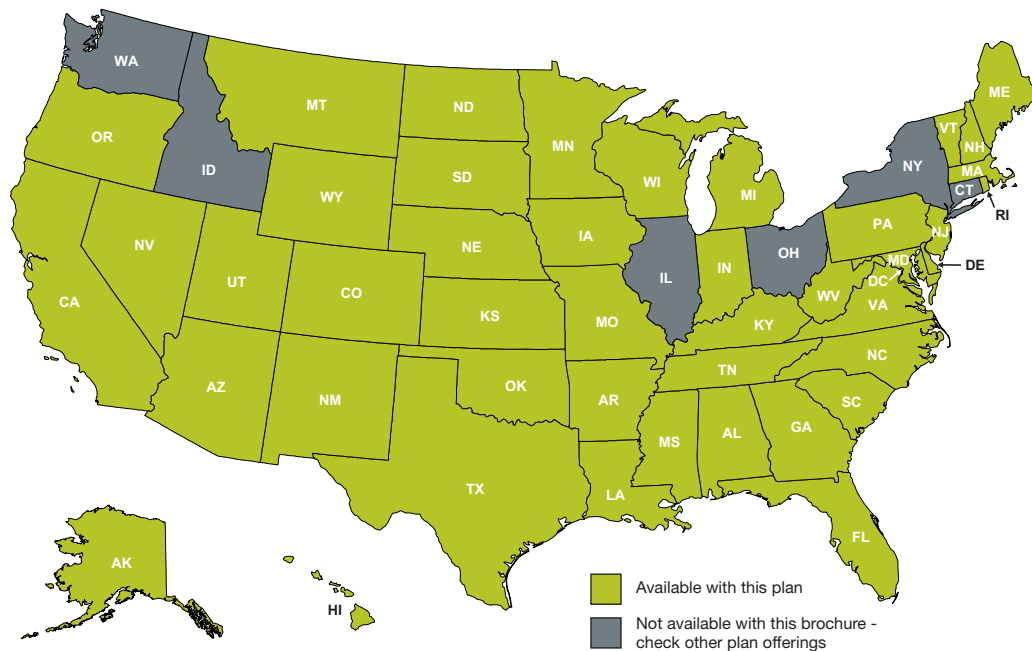 WA
OR
ID
MT
ND
MN
SD
WY
WI
MI
NE
IA
NV
UT
CO
CA
KS
MO
IL
IN
OH
KY
WV
VA
PA
NY
VT
NH
ME
MA
CT
RI
NJ
MD
DE
DC
TN
NC
SC
AZ
NM
OK
AR
MS
AL
GA
TX
LA
FL
AK
HI
Available with this plan
Not available with this brochure -
check other plan offerings